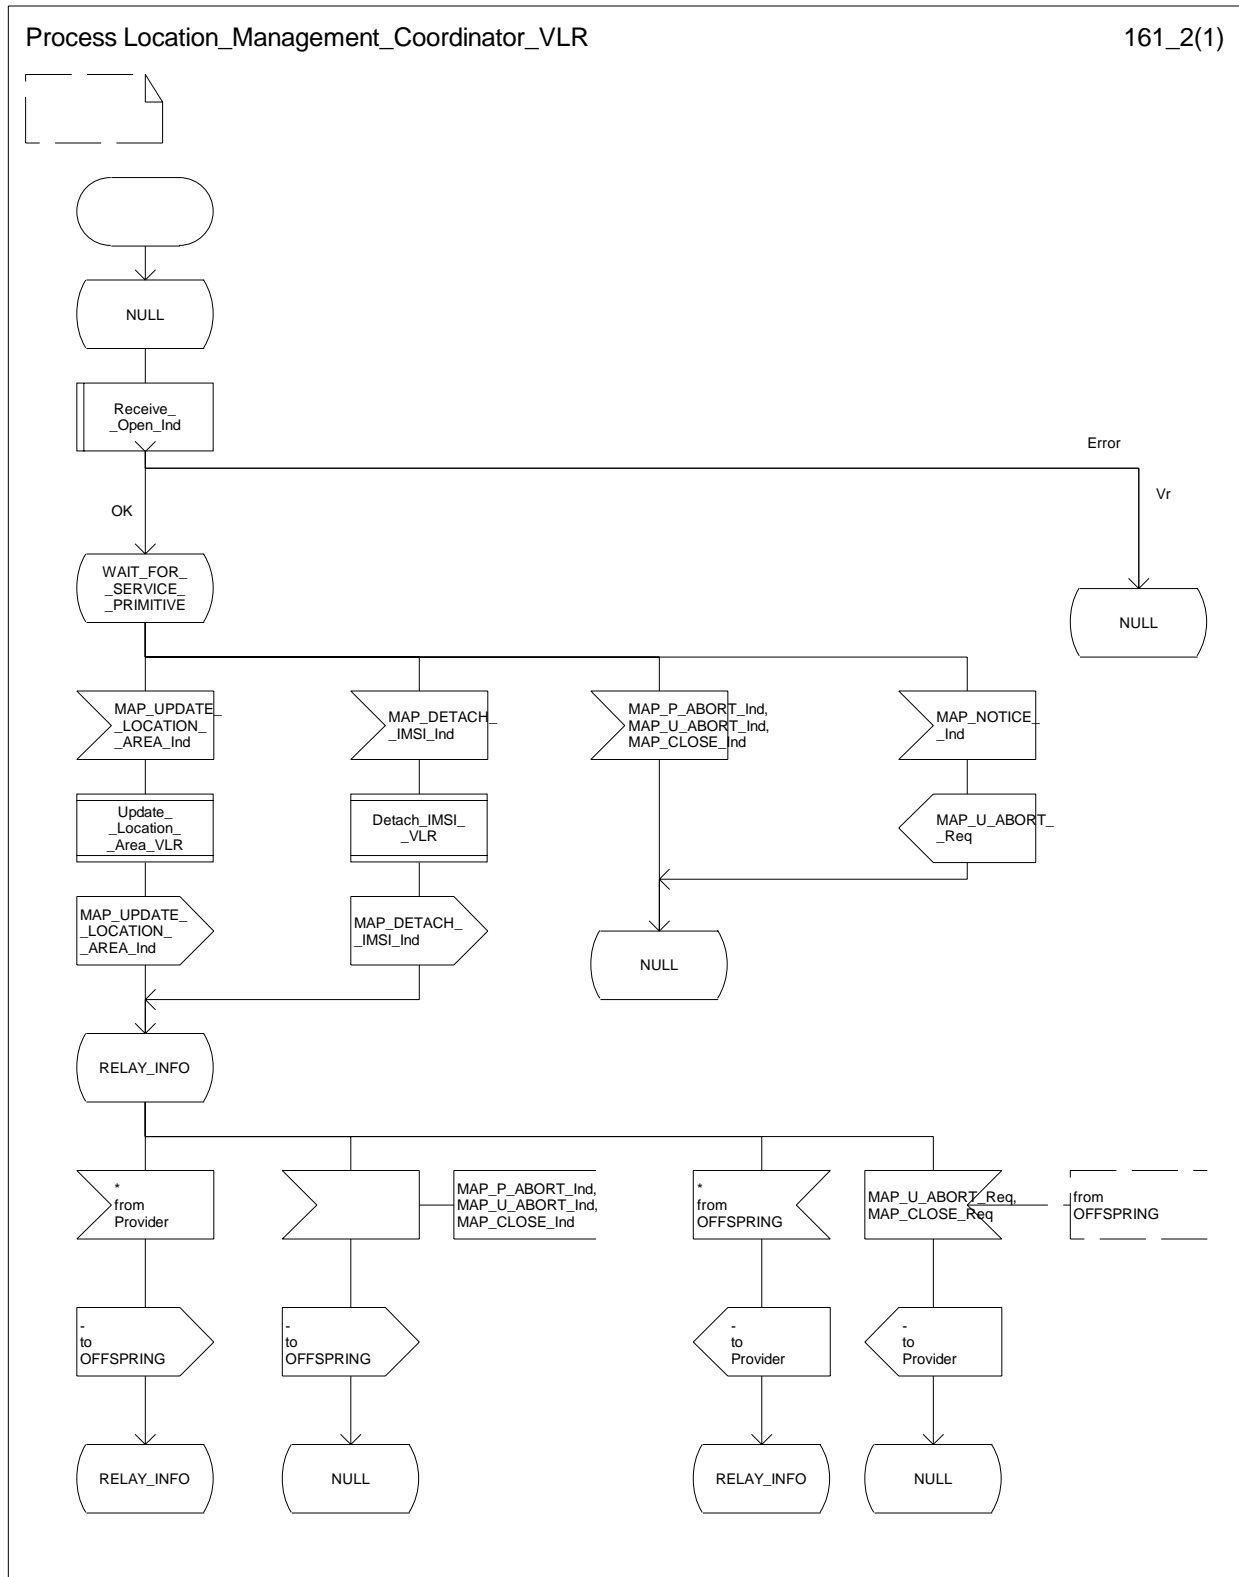 Process Location_Management_Coordinator_VLR
161_2(1)
NULL
Receive_
_Open_Ind
Error
Vr
OK
WAIT_FOR_
_SERVICE_
_PRIMITIVE
NULL
MAP_UPDATE_
_LOCATION_
_AREA_Ind
MAP_DETACH_
_IMSI_Ind
MAP_P_ABORT_Ind,
MAP_U_ABORT_Ind,
MAP_CLOSE_Ind
MAP_NOTICE_
_Ind
Update_
_Location_
_Area_VLR
Detach_IMSI_
_VLR
MAP_U_ABORT_
_Req
MAP_UPDATE_
_LOCATION_
_AREA_Ind
MAP_DETACH_
_IMSI_Ind
NULL
RELAY_INFO
*
from
Provider
MAP_P_ABORT_Ind,
MAP_U_ABORT_Ind,
MAP_CLOSE_Ind
*
from
OFFSPRING
MAP_U_ABORT_Req,
MAP_CLOSE_Req
from
OFFSPRING
-
to
OFFSPRING
-
to
OFFSPRING
-
to
Provider
-
to
Provider
RELAY_INFO
NULL
RELAY_INFO
NULL